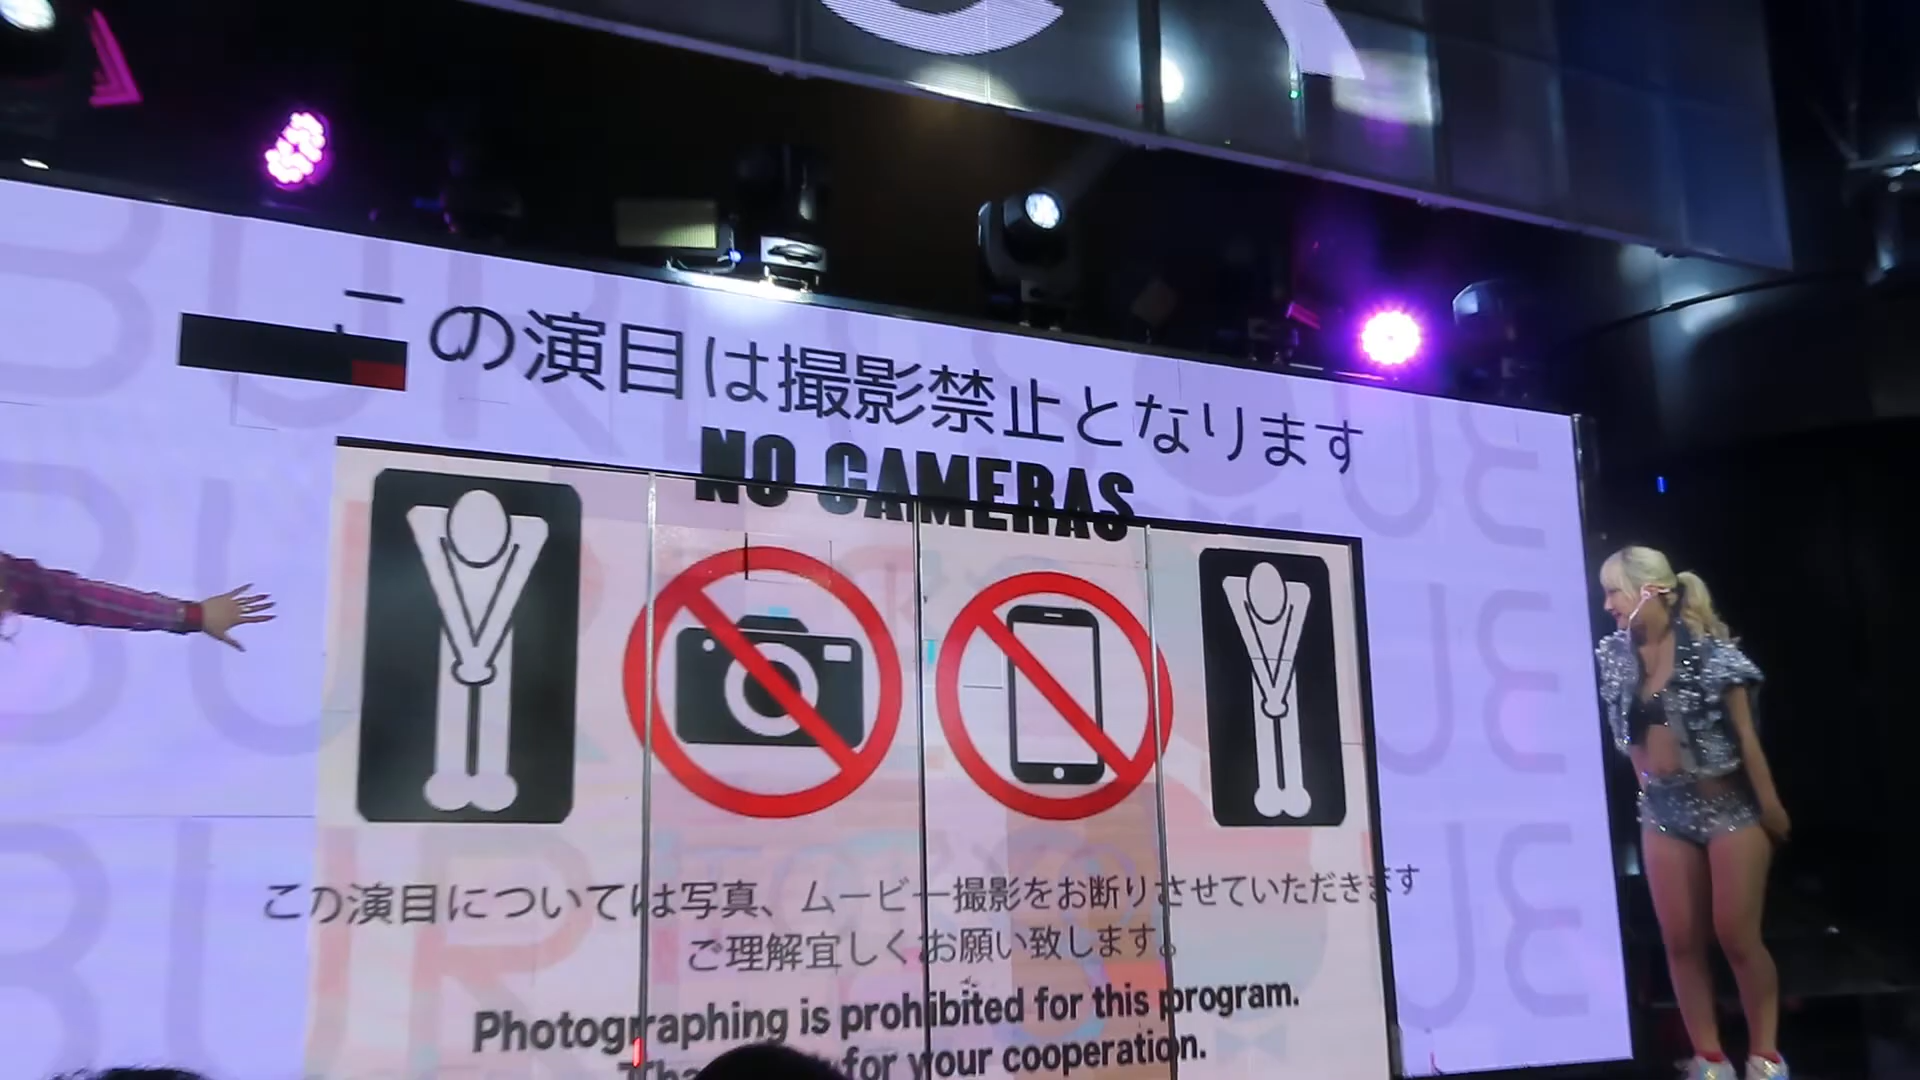 この演目は撮影禁止となります
NO CAMERAS
この演目については写真、ムービー撮影をお断りさせていただきます
ご理解宜しくお願い致します。
Photographing is prohibited for this program.
for your cooperation.